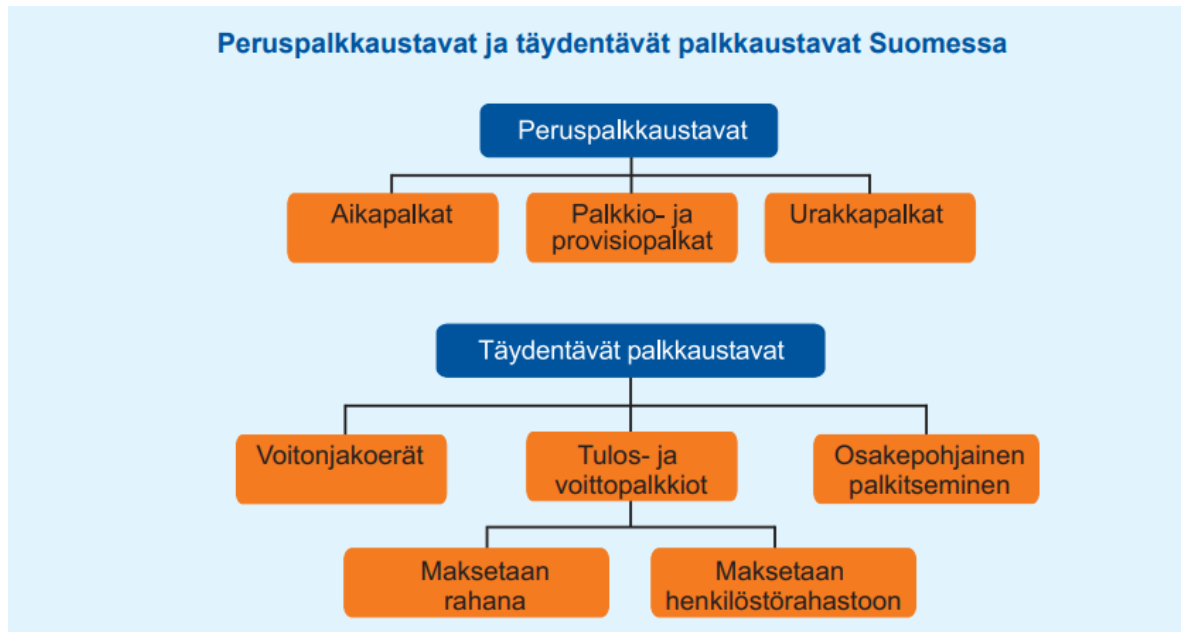 Peruspalkkaustavat ja täydentävät palkkaustavat Suomessa
Peruspalkkaustavat
Aikapalkat
Palkkio- ja
provisiopalkat
Urakkapalkat
Täydentävät palkkaustavat
Voitonjakoerät
Tulos- ja
voittopalkkiot
Osakepohjainen
palkitseminen
Maksetaan
rahana
Maksetaan
henkilöstörahastoon